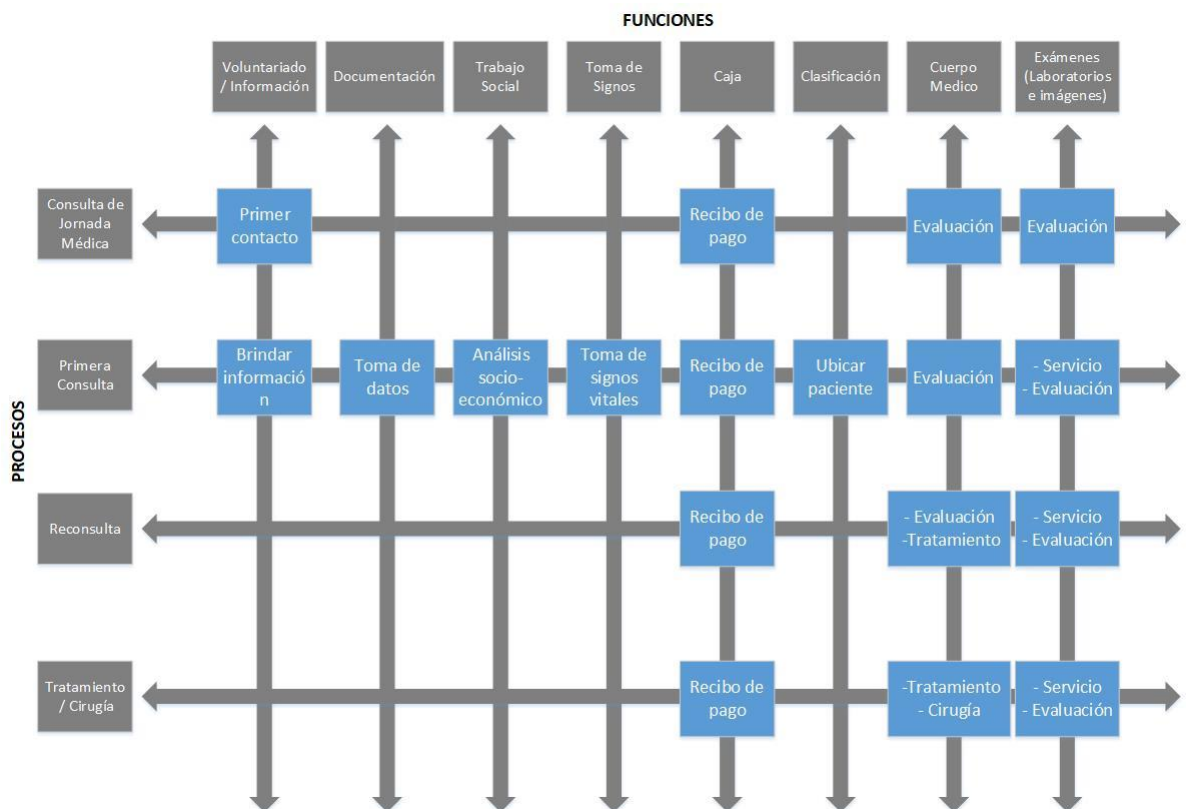 FUNCIONES
Voluntariado
/ Información
Documentación
Trabajo
Social
Toma de
Signos
Caja
Clasificación
Cuerpo
Medico
Exámenes
(Laboratorios
e imágenes)
PROCESOS
Consulta de
Jornada
Médica
Primer
contacto
Recibo de
pago
Evaluación
Evaluación
Primera
Consulta
Brindar
informació
n
Toma de
datos
Análisis
socio-
económico
Toma de
signos
vitales
Recibo de
pago
Ubicar
paciente
Evaluación
- Servicio
- Evaluación
Reconsulta
Recibo de
pago
- Evaluación
-Tratamiento
- Servicio
- Evaluación
Tratamiento
/ Cirugía
Recibo de
pago
-Tratamiento
- Cirugía
- Servicio
- Evaluación